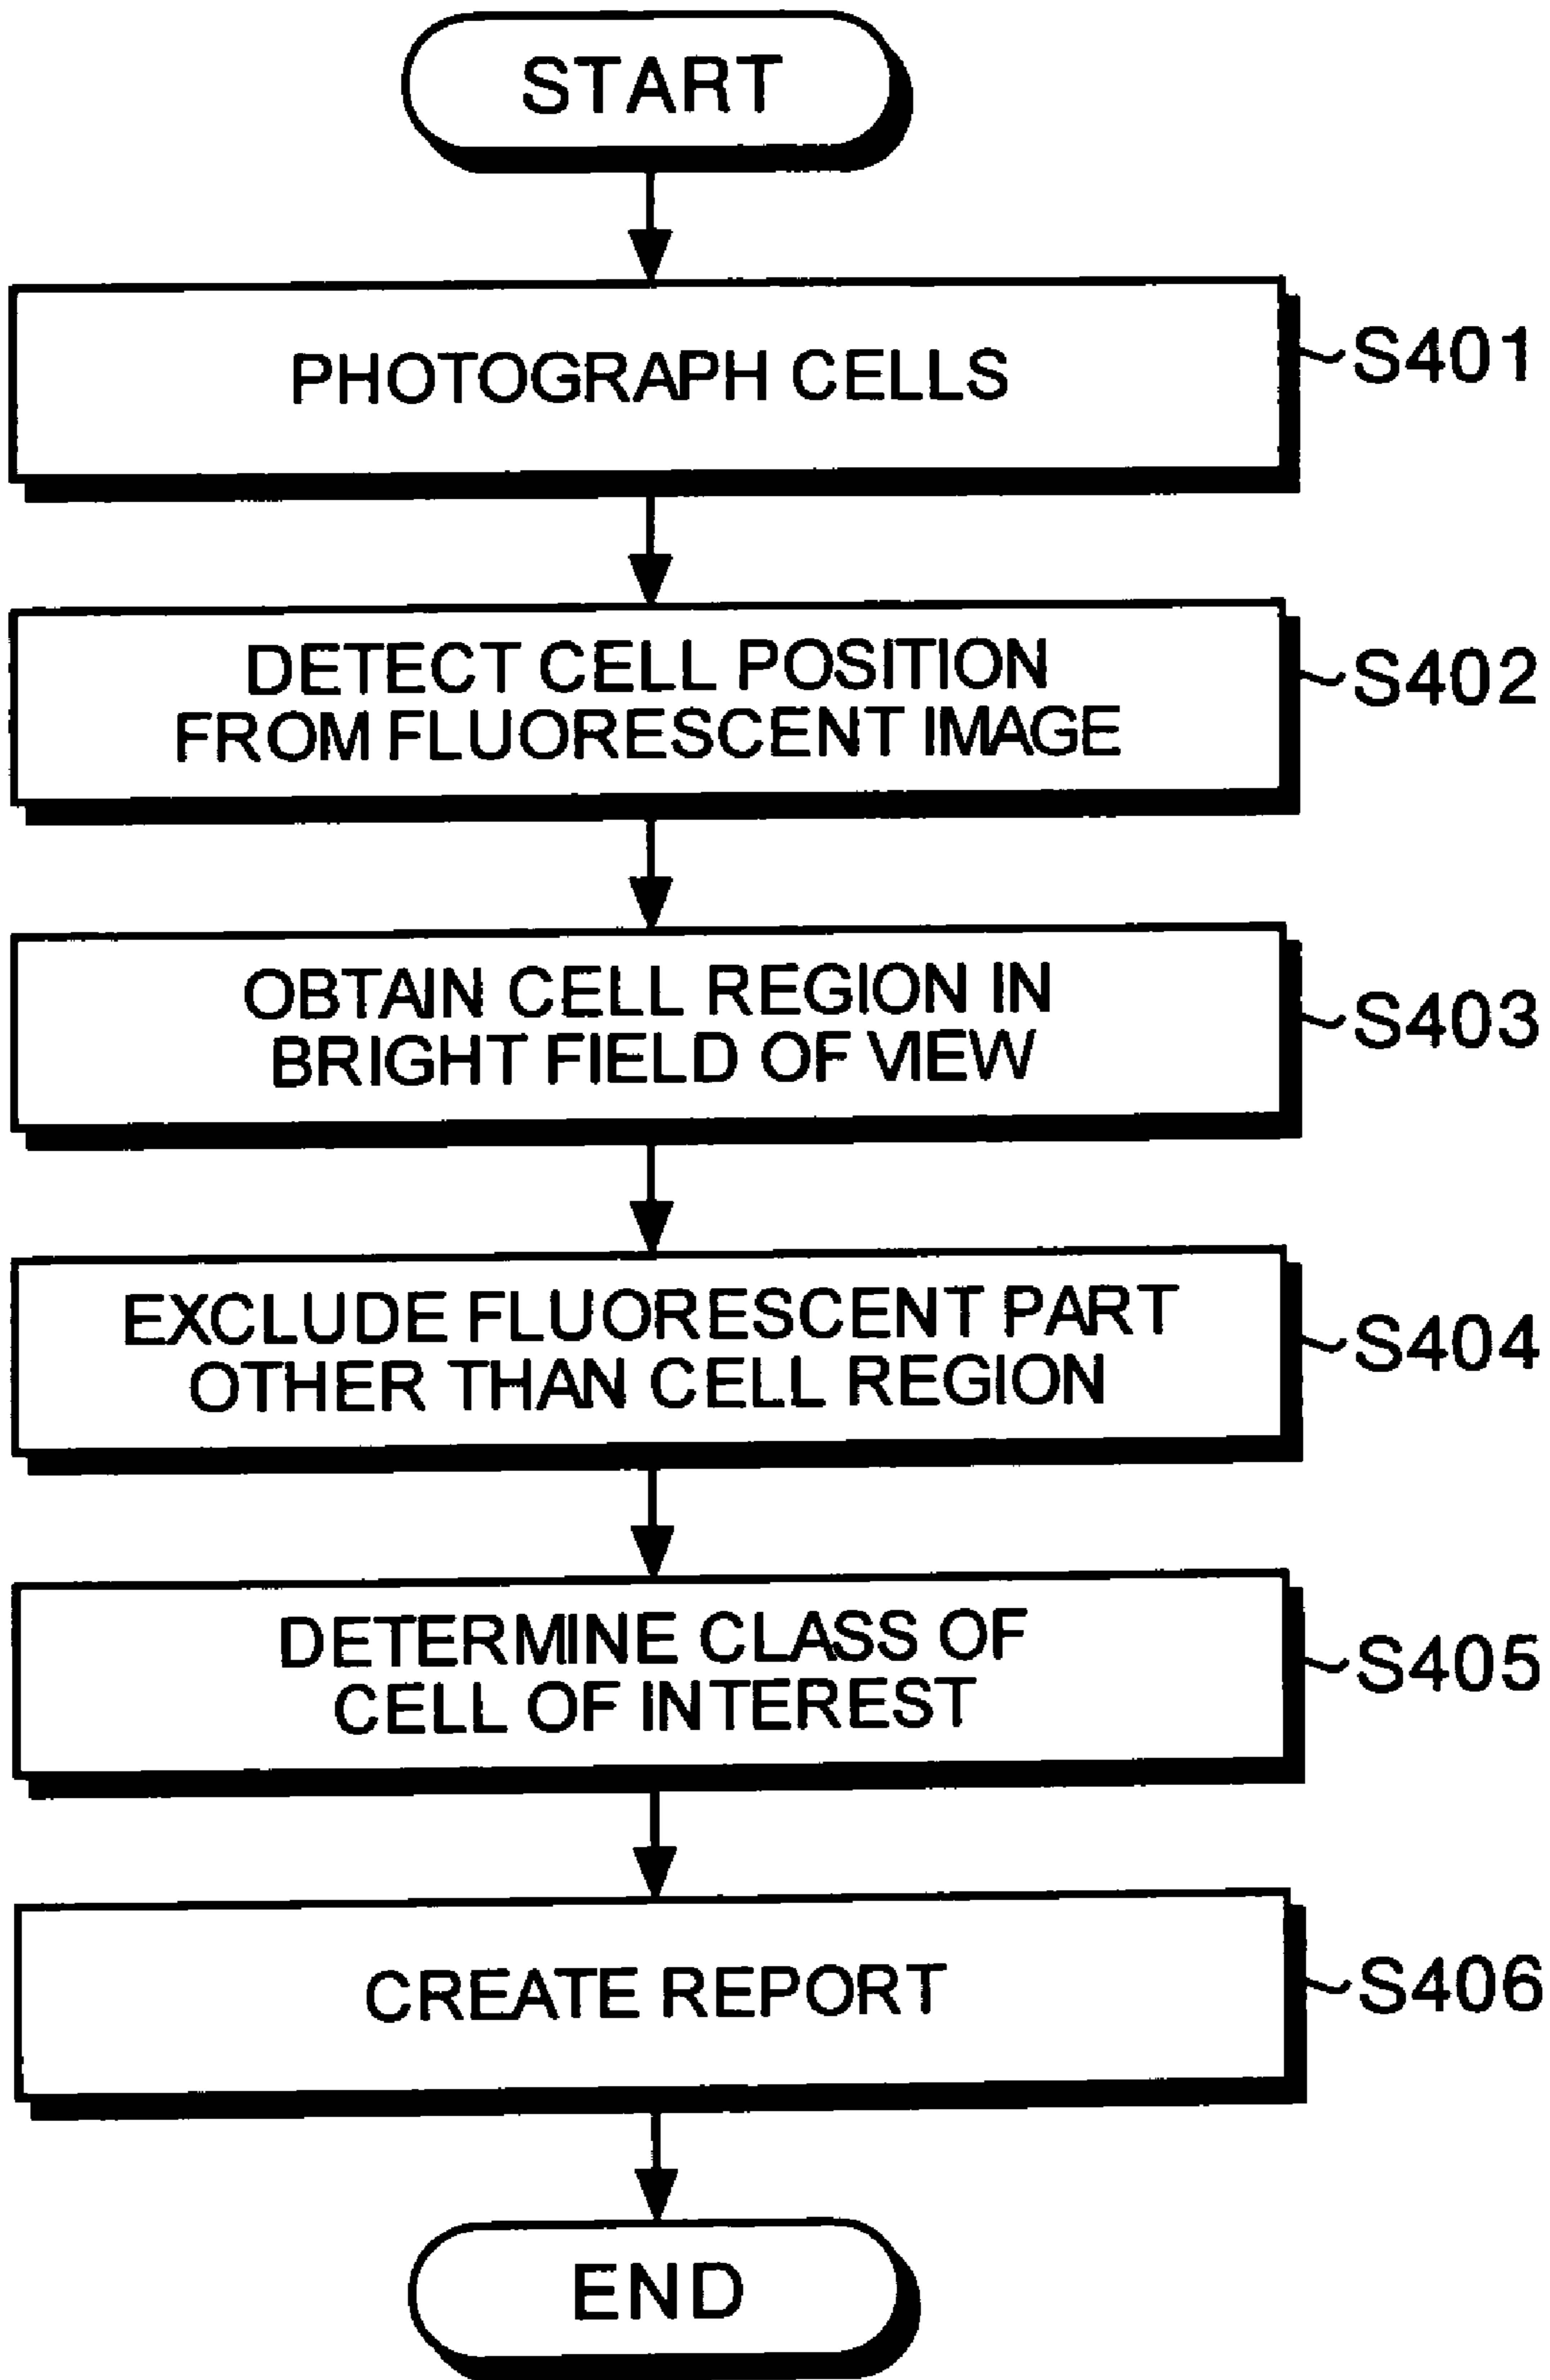 START
PHOTOGRAPH CELLS
S401
DETECT CELL POSITION
FROM FLUORESCENT IMAGE
S402
OBTAIN CELL REGION IN
BRIGHT FIELD OF VIEW
S403
EXCLUDE FLUORESCENT PART
OTHER THAN CELL REGION
S404
DETERMINE CLASS OF
CELL OF INTEREST
S405
CREATE REPORT
S406
END